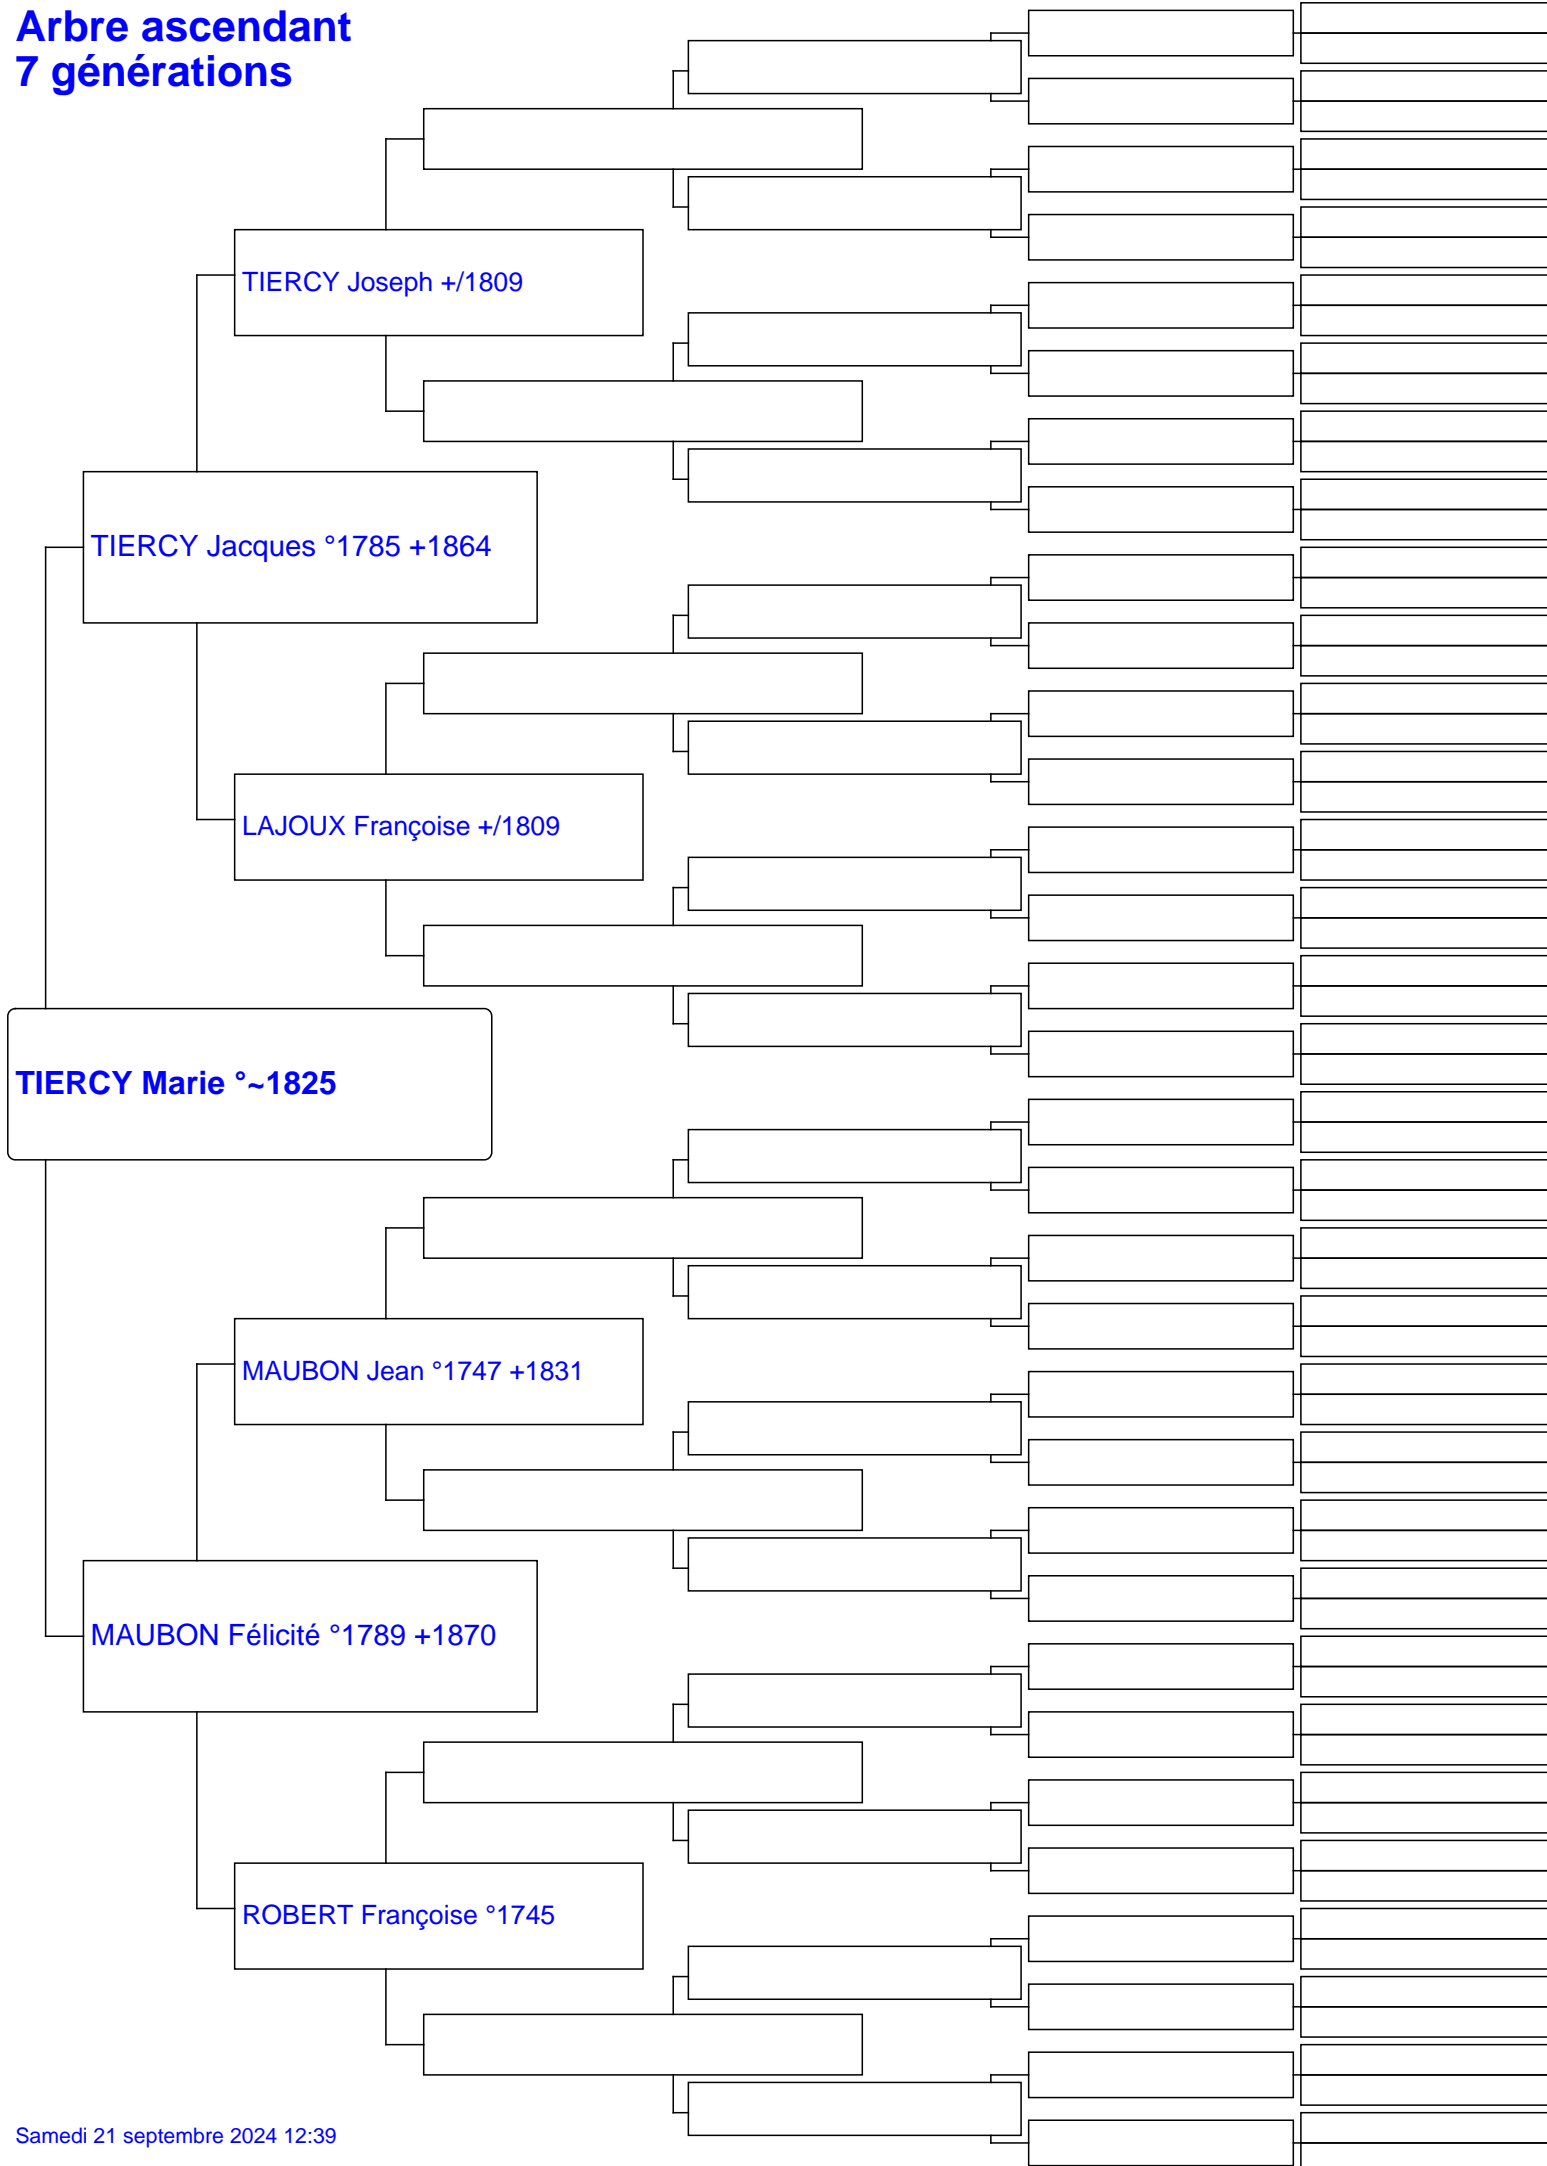 Arbre ascendant
7 générations
TIERCY Joseph +/1809
TIERCY Jacques °1785 +1864
LAJOUX Françoise +/1809
TIERCY Marie °~1825
MAUBON Jean °1747 +1831
MAUBON Félicité °1789 +1870
ROBERT Françoise °1745
Samedi 21 septembre 2024 12:39